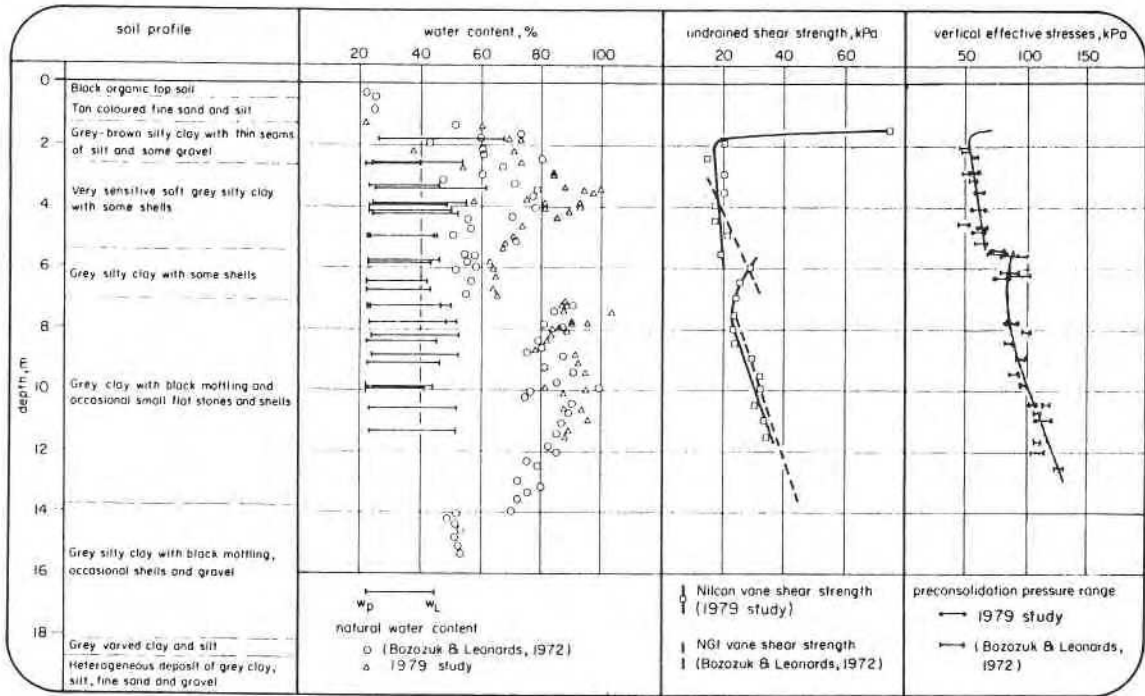 soil profile
water content, %
20 40 60 80 100
undrained shear strength, kPa
20 40 60
vertical effective stresses, kPa
50 100 150
depth, m
0
2
4
6
8
10
12
14
16
18
Black organic top soil
Tan coloured fine sand and silt
Grey-brown silty clay with thin seams
of silt and some gravel
Very sensitive soft grey silty clay
with some shells
Grey silty clay with some shells
Grey clay with black mottling and
occasional small flat stones and shells
Grey silty clay with black mottling,
occasional shells and gravel
Grey varved clay and silt
Heterogeneous deposit of grey clay,
silt, fine sand and gravel
wp wL
natural water content
(Bozozuk & Leonards, 1972)
1979 study
Nilcon vane shear strength
(1979 study)
NGI vane shear strength
(Bozozuk & Leonards, 1972)
preconsolidation pressure range
1979 study
(Bozozuk & Leonards,
1972)